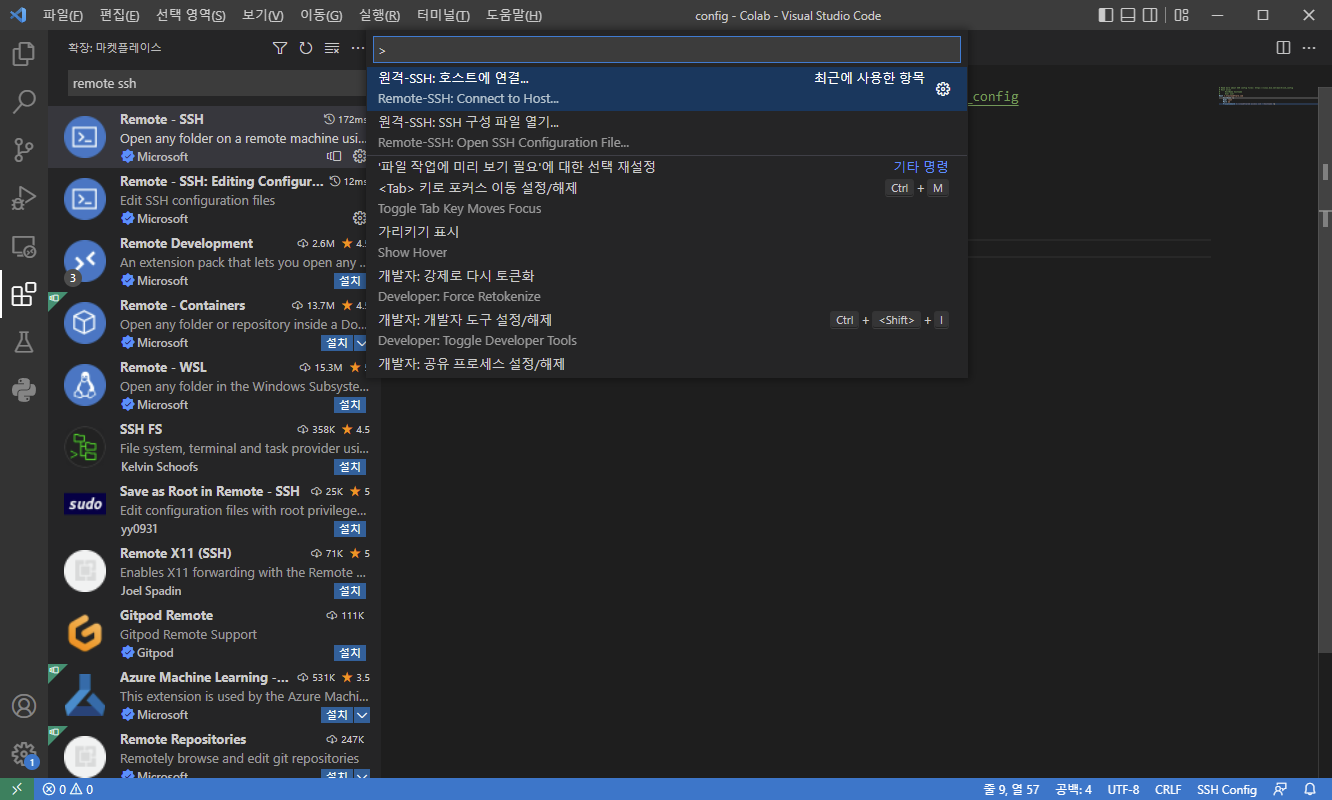 파일(F) 편집(E) 선택 영역(S) 보기(V) 이동(G) 실행(R) 터미널(T) 도움말(H)
config - Colab - Visual Studio Code
확장: 마켓플레이스
remote ssh
Remote - SSH 172ms
Open any folder on a remote machine usi...
Microsoft
Remote - SSH: Editing Configur... 12ms
Edit SSH configuration files
Microsoft
Remote Development 2.6M 4.
An extension pack that lets you open any ...
3
Microsoft 설치
Remote - Containers 13.7M 4.
Open any folder or repository inside a Do...
Microsoft 설치
Remote - WSL 15.3M
Open any folder in the Windows Subsyste...
Microsoft 설치
SSH FS 358K 4.5
File system, terminal and task provider usi...
Kelvin Schoofs 설치
sudo
Save as Root in Remote - SSH 25K 5
Edit configuration files with root privilege...
yy0931 설치
Remote X11 (SSH) 71K 5
Enables X11 forwarding with the Remote ...
Joel Spadin 설치
Gitpod Remote 111K
Gitpod Remote Support
Gitpod 설치
Azure Machine Learning -... 531K 3.5
This extension is used by the Azure Machi...
Microsoft 설치
Remote Repositories 247K
Remotely browse and edit git repositories
Microsoft 설치
>
원격-SSH: 호스트에 연결... 최근에 사용한 항목
Remote-SSH: Connect to Host...
원격-SSH: SSH 구성 파일 열기...
Remote-SSH: Open SSH Configuration File...
'파일 작업에 미리 보기 필요'에 대한 선택 재설정 기타 명령
<Tab> 키로 포커스 이동 설정/해제 Ctrl + M
Toggle Tab Key Moves Focus
가리키기 표시
Show Hover
개발자: 강제로 다시 토큰화
Developer: Force Retokenize
개발자: 개발자 도구 설정/해제 Ctrl + <Shift> + I
Developer: Toggle Developer Tools
개발자: 공유 프로세스 설정/해제
_config
1
0 0
줄 9, 열 57 공백: 4 UTF-8 CRLF SSH Config